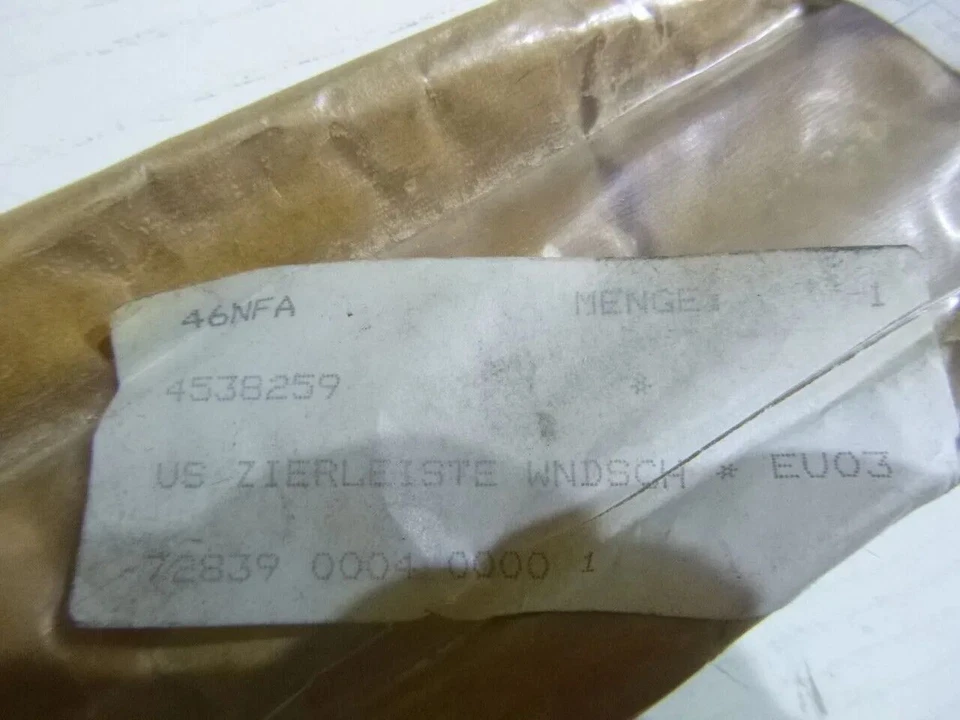 46NFA MENGE: -1
4538259 *
US ZIERLEISTE WNDSCH * EU03
-72839 0004 0000 1